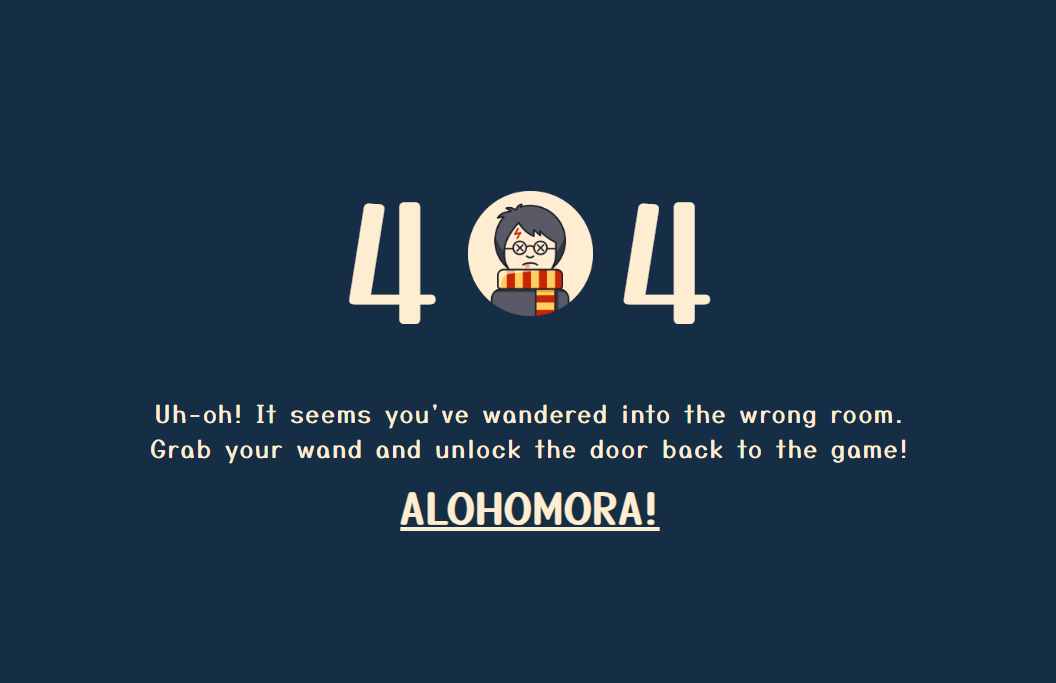 4 4
Uh-oh! It seems you've wandered into the wrong room.
Grab your wand and unlock the door back to the game!
ALOHOMORA!